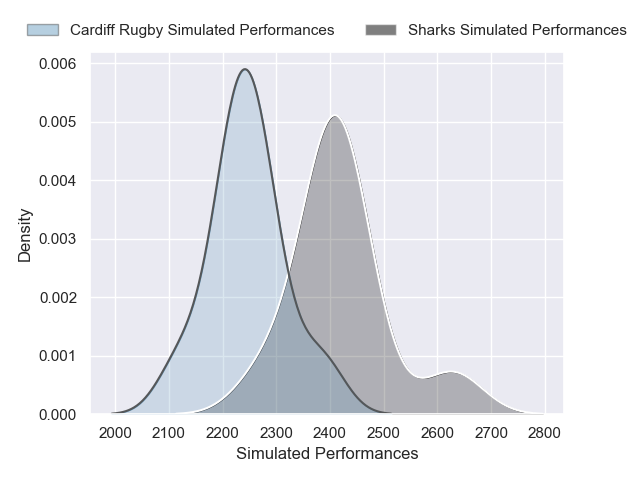 Cardiff Rugby Simulated Performances
Sharks Simulated Performances
0.006
0.005
0.004
0.003
0.002
0.001
0.000
Density
2000 2100 2200 2300 2400 2500 2600 2700 2800
Simulated Performances